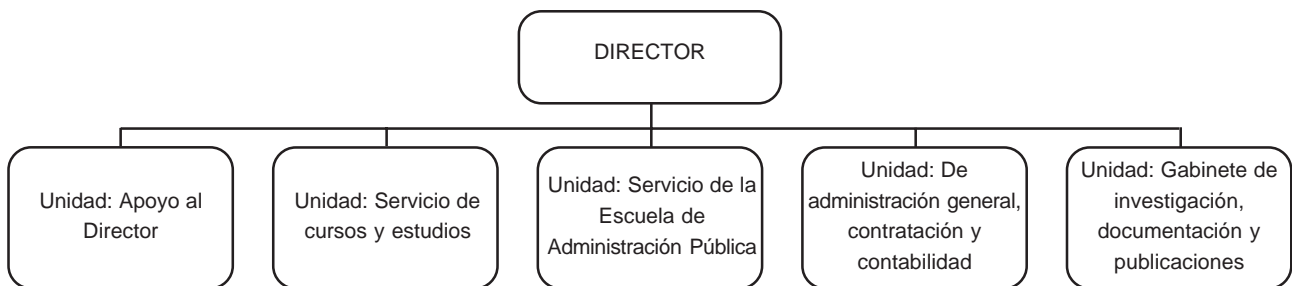 DIRECTOR
Unidad: Apoyo al
Director
Unidad: Servicio de
cursos y estudios
Unidad: Servicio de la
Escuela de
Administración Pública
Unidad: De
administración general,
contratación y
contabilidad
Unidad: Gabinete de
investigación,
documentación y
publicaciones